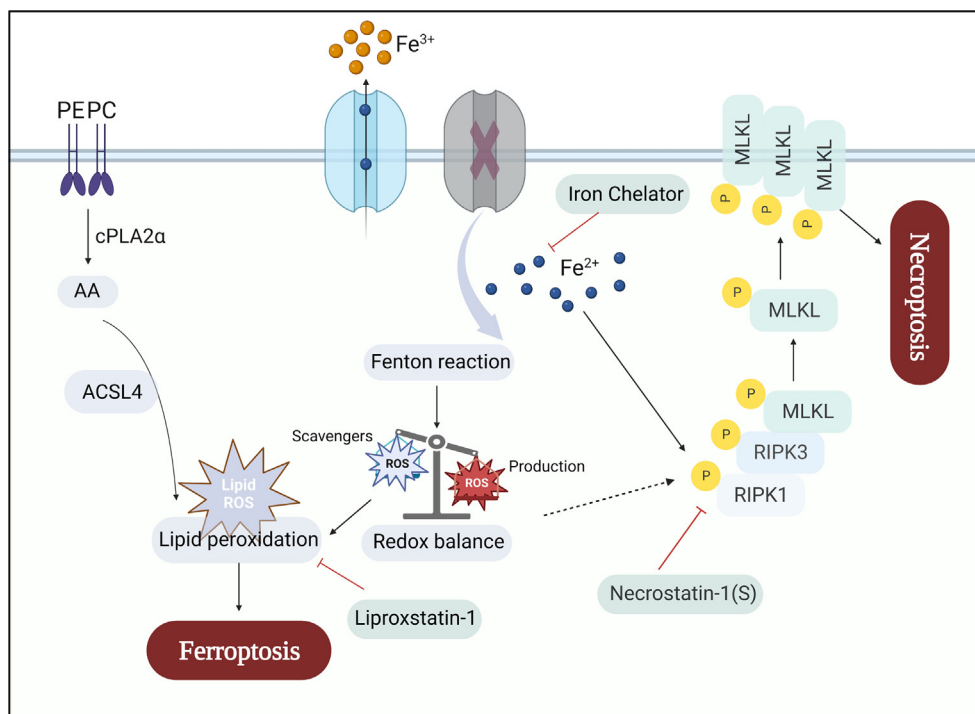 Fe3+
PEPC
cPLA2α
AA
ACSL4
Lipid
ROS
Lipid peroxidation
Ferroptosis
Iron Chelator
Fe2+
Fenton reaction
Scavengers
ROS
ROS
Production
Redox balance
Liproxstatin-1
MLKL
MLKL
MLKL
P
P
P
Necroptosis
P
MLKL
P
MLKL
P
RIPK3
P
RIPK1
Necrostatin-1(S)